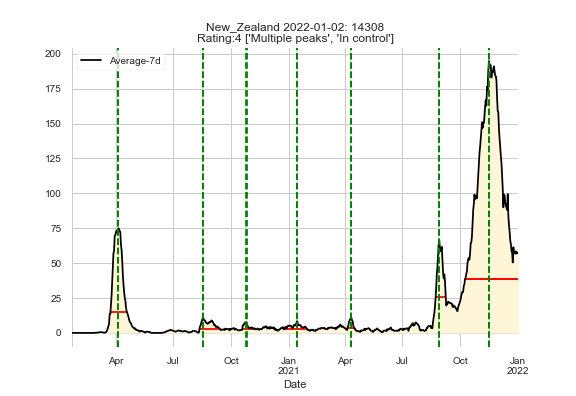 New_Zealand 2022-01-02: 14308
Rating:4 ['Multiple peaks', 'In control']
Average-7d
200
175
150
125
100
75
50
25
0
Apr Jul Oct Jan Apr Jul Oct Jan
2021 2022
Date